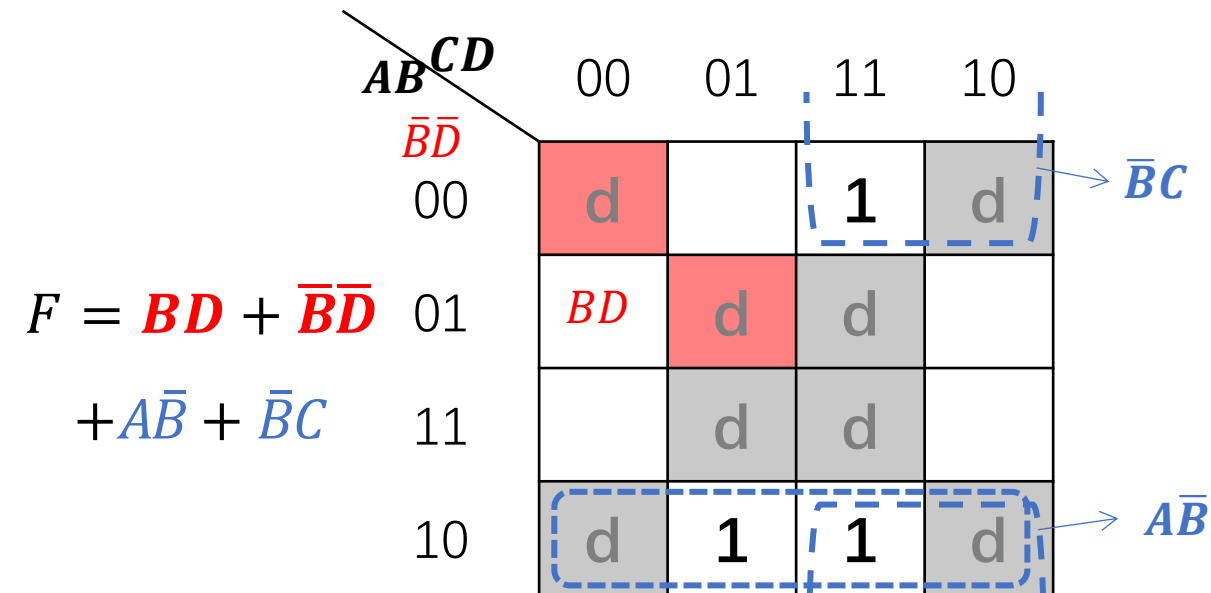 AB CD 00 01 11 10
B̅D̅
00 d 1 d B̅C
F = BD + B̅D̅ 01 BD d d
+AB̅ + B̅C 11 d d
10 d 1 1 d AB̅